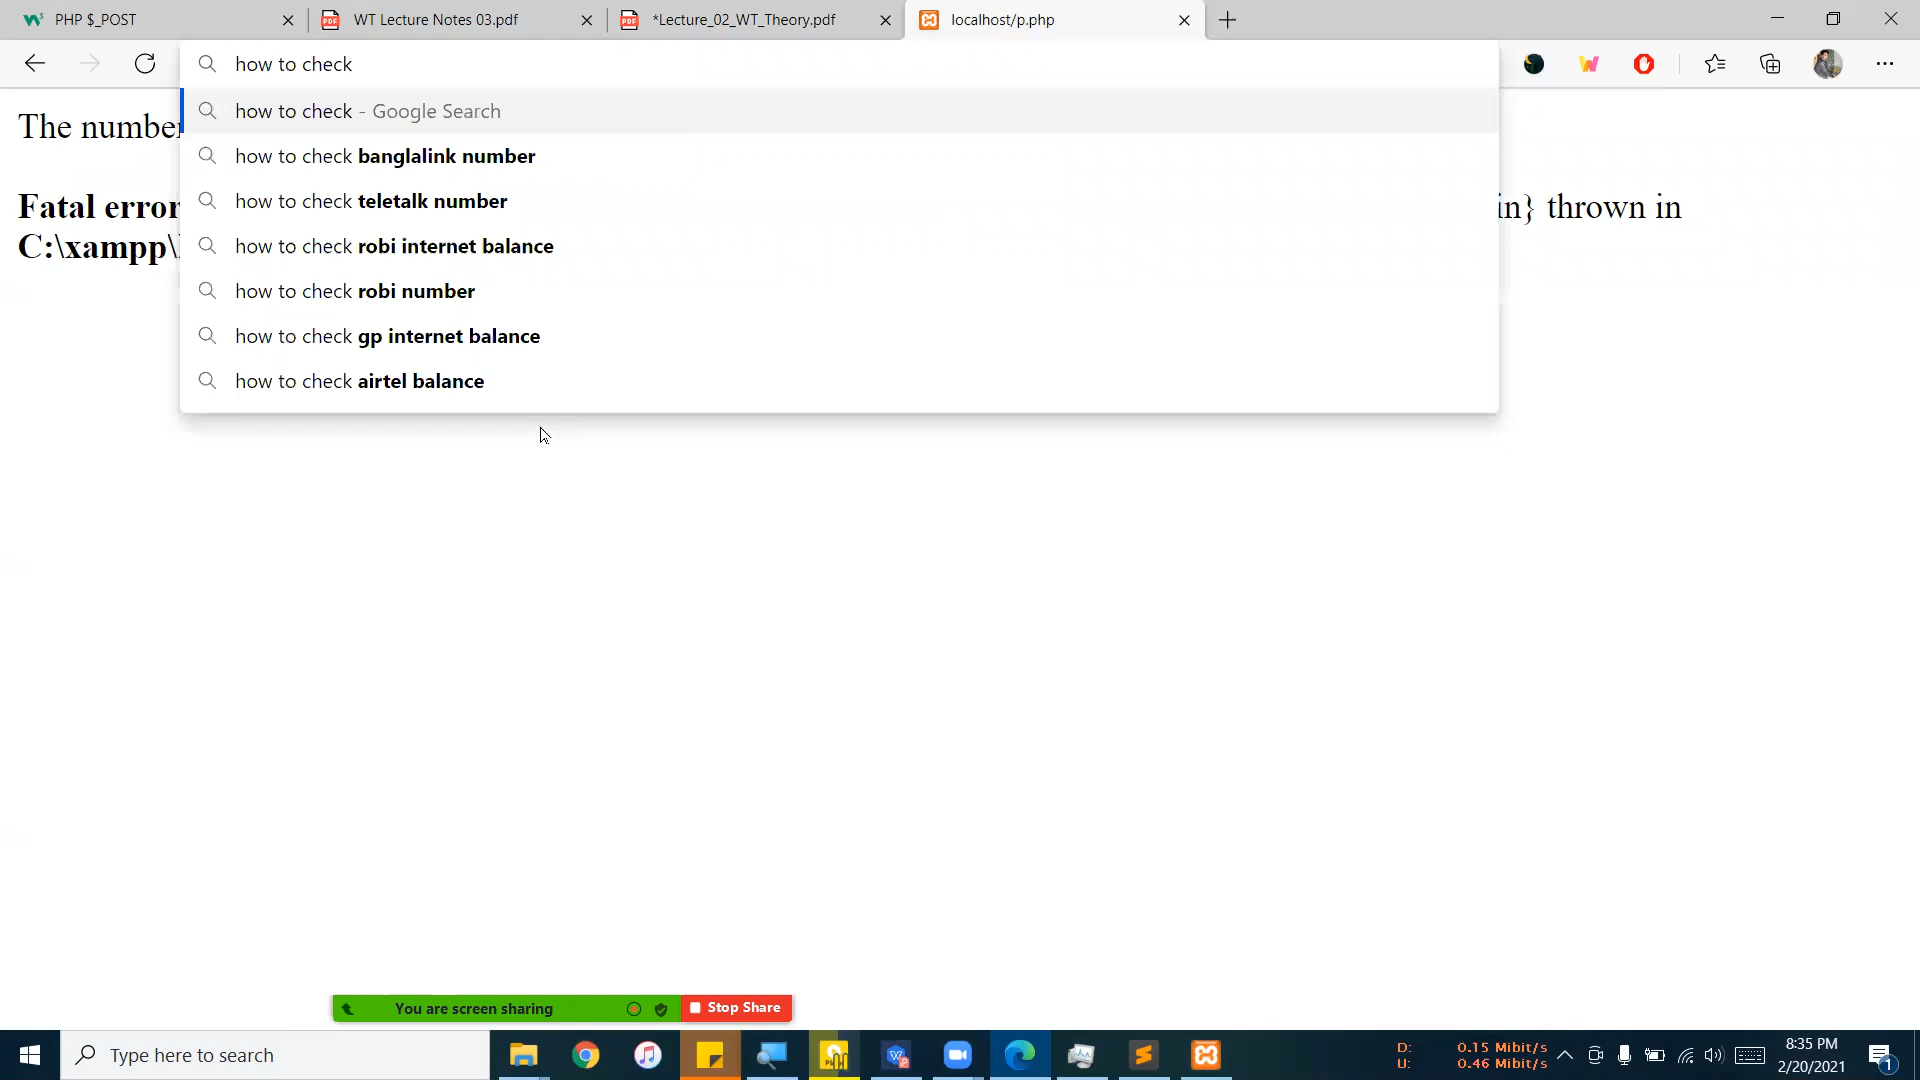 PHP $_POST
WT Lecture Notes 03.pdf
*Lecture_02_WT_Theory.pdf
localhost/p.php
how to check
how to check - Google Search
how to check banglalink number
how to check teletalk number
how to check robi internet balance
how to check robi number
how to check gp internet balance
how to check airtel balance
The number
Fatal error in} thrown in
C:\xampp\
You are screen sharing
Stop Share
Type here to search
D: 0.15 Mibit/s
U: 0.46 Mibit/s
8:35 PM
2/20/2021
1